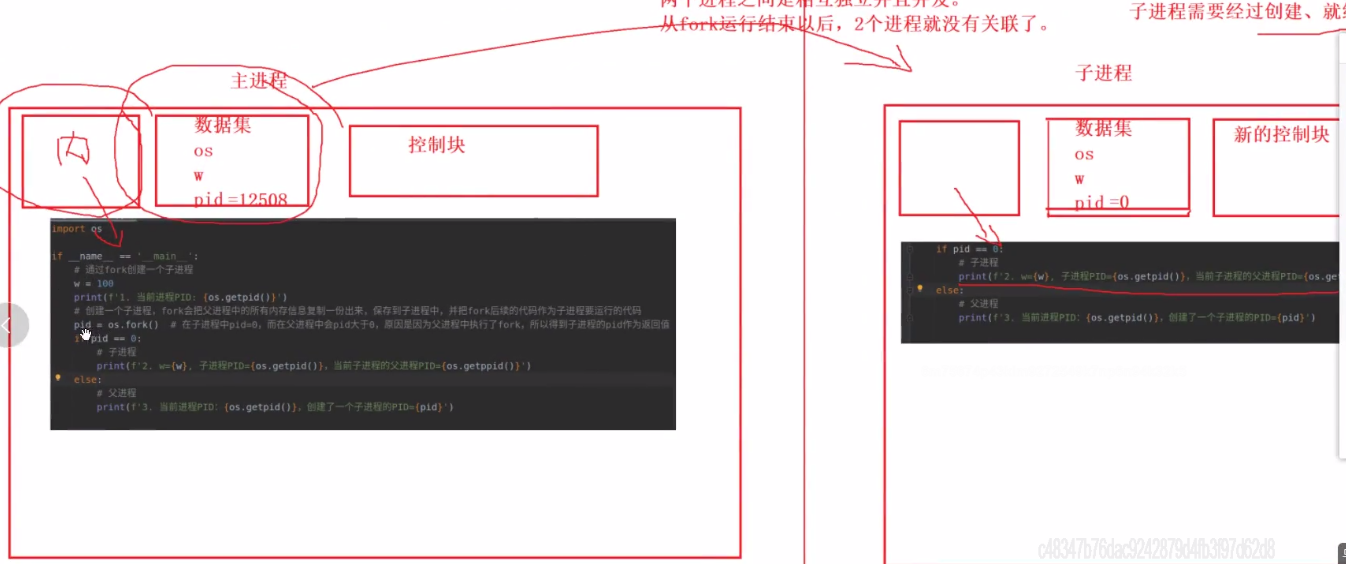 两个进程之间是相互独立并且并发。
从fork运行结束以后，2个进程就没有关联了。
子进程需要经过创建、就
主进程
子进程
内
数据集
os
w
pid=12508
控制块
数据集
os
w
pid=0
新的控制块
import os
if __name__ == '__main__':
# 通过fork创建一个子进程
w = 100
print(f'1. 当前进程PID: {os.getpid()}')
# 创建一个子进程，fork会把父进程中的所有内存信息复制一份出来，保存到子进程中，并把fork后续的代码作为子进程要运行的代码
pid = os.fork()  # 在子进程中pid=0，而在父进程中会pid大于0，原因是因为父进程中执行了fork，所以得到子进程的pid作为返回值
if pid == 0:
# 子进程
print(f'2. w={w}, 子进程PID={os.getpid()}，当前子进程的父进程PID={os.getppid()}')
else:
# 父进程
print(f'3. 当前进程PID: {os.getpid()}，创建了一个子进程的PID={pid}')
if pid == 0:
# 子进程
print(f'2. w={w}, 子进程PID={os.getpid()}，当前子进程的父进程PID={os.get
else:
# 父进程
print(f'3. 当前进程PID: {os.getpid()}，创建了一个子进程的PID={pid}')
c48347b76dac9242879d4fb3f97d62d8